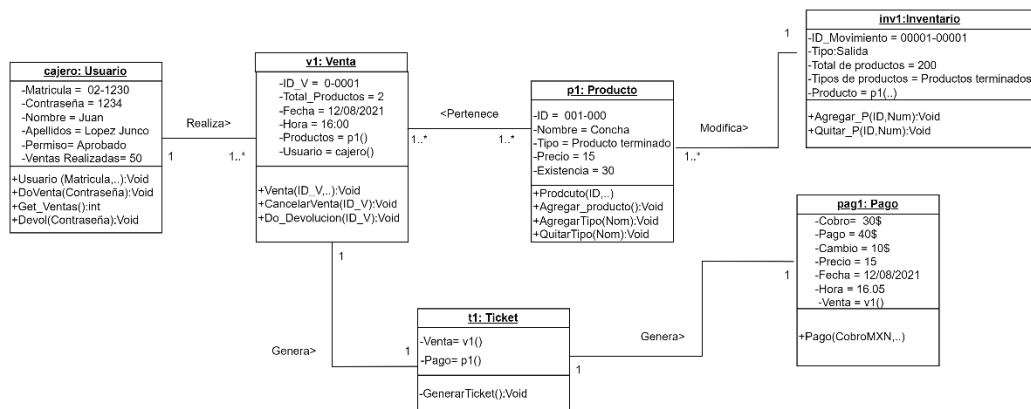 cajero: Usuario
-Matricula = 02-1230
-Contraseña = 1234
-Nombre = Juan
-Apellidos = Lopez Junco
-Permiso= Aprobado
-Ventas Realizadas= 50
+Usuario (Matricula,..):Void
+DoVenta(Contraseña):Void
+Get_Ventas():int
+Devol(Contraseña):Void
Realiza>
1
1..*
v1: Venta
-ID_V = 0-0001
-Total_Productos = 2
-Fecha = 12/08/2021
-Hora = 16:00
-Productos = p1()
-Usuario = cajero()
+Venta(ID_V,..):Void
+CancelarVenta(ID_V):Void
+Do_Devolucion(ID_V):Void
<Pertenece
1..*
1..*
p1: Producto
-ID = 001-000
-Nombre = Concha
-Tipo = Producto terminado
-Precio = 15
-Existencia = 30
+Prodcuto(ID,..)
+Agregar_producto():Void
+AgregarTipo(Nom):Void
+QuitarTipo(Nom):Void
Modifica>
1..*
1
inv1:Inventario
-ID_Movimiento = 00001-00001
-Tipo:Salida
-Total de productos = 200
-Tipos de productos = Productos terminados
-Producto = p1(..)
+Agregar_P(ID,Num):Void
+Quitar_P(ID,Num):Void
1
Genera>
1
t1: Ticket
-Venta= v1()
-Pago= p1()
-GenerarTicket():Void
1
Genera>
1
pag1: Pago
-Cobro= 30$
-Pago = 40$
-Cambio = 10$
-Precio = 15
-Fecha = 12/08/2021
-Hora = 16.05
-Venta = v1()
+Pago(CobroMXN,..)